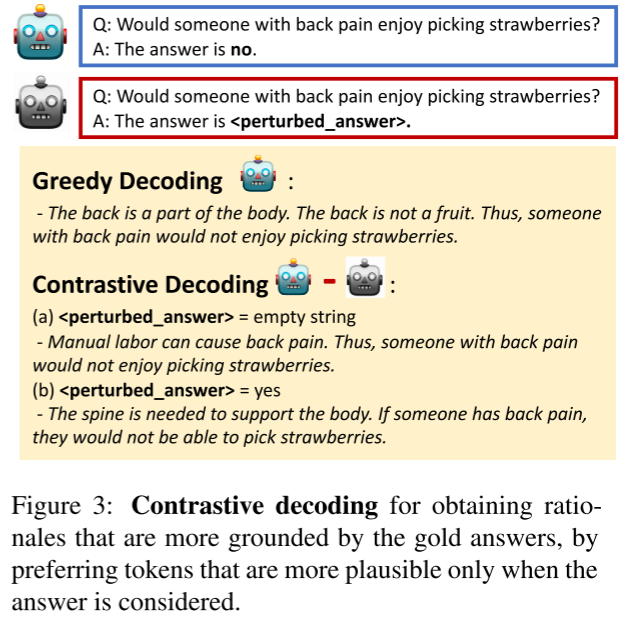 Q: Would someone with back pain enjoy picking strawberries?
A: The answer is no.
Q: Would someone with back pain enjoy picking strawberries?
A: The answer is <perturbed_answer>.
Greedy Decoding :
- The back is a part of the body. The back is not a fruit. Thus, someone
with back pain would not enjoy picking strawberries.
Contrastive Decoding - :
(a) <perturbed_answer> = empty string
- Manual labor can cause back pain. Thus, someone with back pain
would not enjoy picking strawberries.
(b) <perturbed_answer> = yes
- The spine is needed to support the body. If someone has back pain,
they would not be able to pick strawberries.
Figure 3: Contrastive decoding for obtaining ratio-
nales that are more grounded by the gold answers, by
preferring tokens that are more plausible only when the
answer is considered.